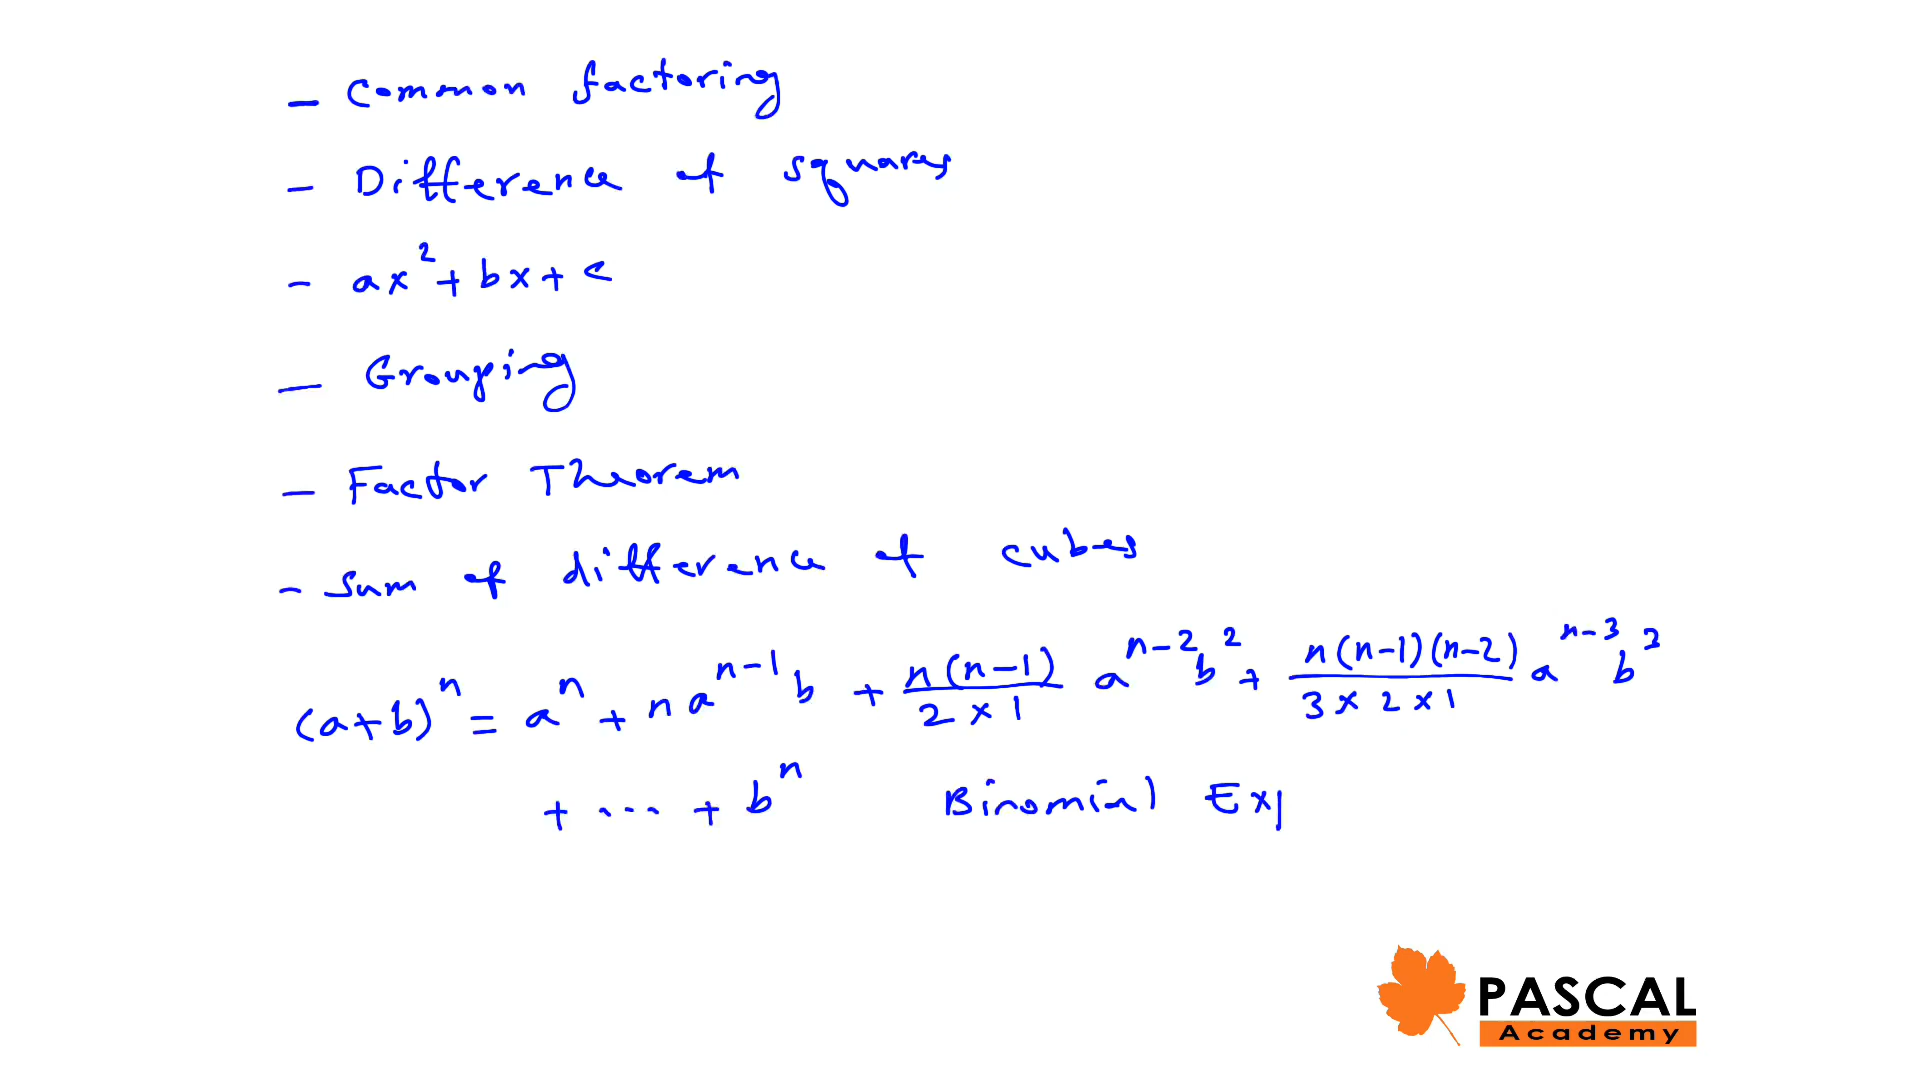 - Common factoring
- Difference of squares
- ax² + bx + c
- Grouping
- Factor Theorem
- Sum of difference of cubes
(a+b)ⁿ = aⁿ + n aⁿ⁻¹ b + n(n-1)/(2 × 1) aⁿ⁻² b² + n(n-1)(n-2)/(3 × 2 × 1) aⁿ⁻³ b³
+ ... + bⁿ Binomial Exp
PASCAL
Academy